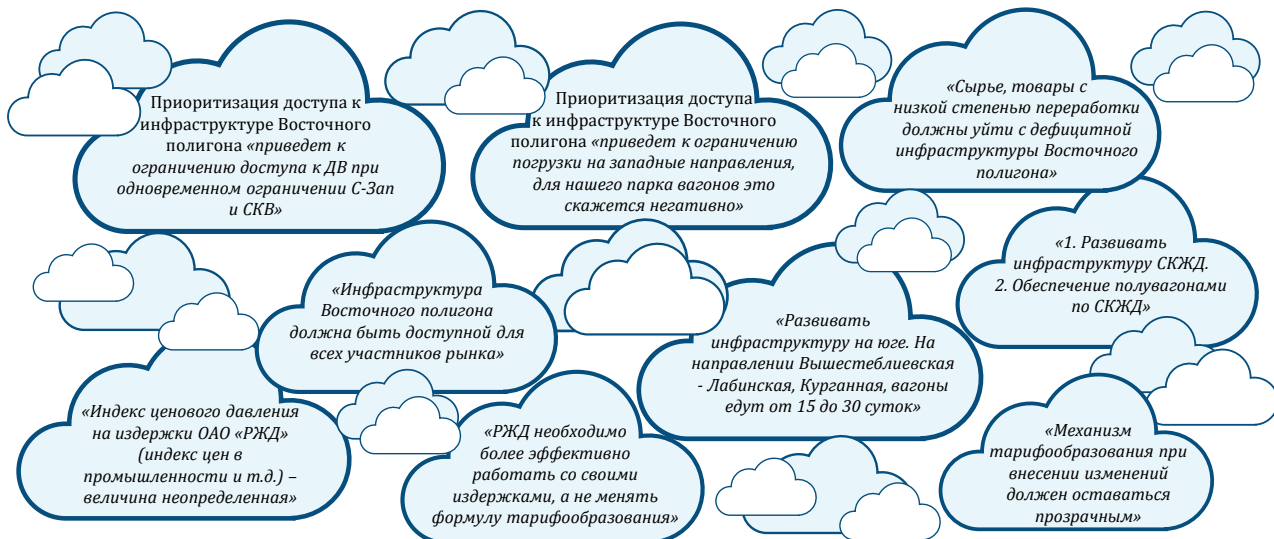 Приоритизация доступа к
инфраструктуре Восточного
полигона «приведет к
ограничению доступа к ДВ при
одновременном ограничении С-Зап
и СКВ»
Приоритизация доступа
к инфраструктуре Восточного
полигона «приведет к ограничению
погрузки на западные направления,
для нашего парка вагонов это
скажется негативно»
«Сырье, товары с
низкой степенью переработки
должны уйти с дефицитной
инфраструктуры Восточного
полигона»
«Инфраструктура
Восточного полигона
должна быть доступной для
всех участников рынка»
«Развивать
инфраструктуру на юге. На
направлении Вышестеблиевская
- Лабинская, Курганная, вагоны
едут от 15 до 30 суток»
«1. Развивать
инфраструктуру СКЖД.
2. Обеспечение полувагонами
по СКЖД»
«Индекс ценового давления
на издержки ОАО «РЖД»
(индекс цен в
промышленности и т.д.) –
величина неопределенная»
«РЖД необходимо
более эффективно
работать со своими
издержками, а не менять
формулу тарифообразования»
«Механизм
тарифообразования при
внесении изменений
должен оставаться
прозрачным»